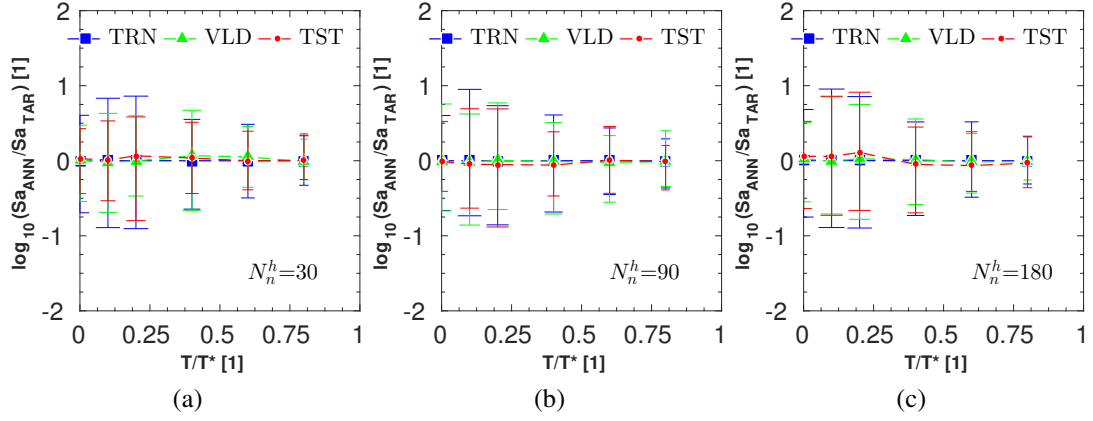 TRN VLD TST
log10(SaANN/SaTAR) [1]
2
1
0
-1
-2
N_n^h=30
0 0.25 0.5 0.75 1
T/T* [1]
(a)
TRN VLD TST
log10(SaANN/SaTAR) [1]
2
1
0
-1
-2
N_n^h=90
0 0.25 0.5 0.75 1
T/T* [1]
(b)
TRN VLD TST
log10(SaANN/SaTAR) [1]
2
1
0
-1
-2
N_n^h=180
0 0.25 0.5 0.75 1
T/T* [1]
(c)